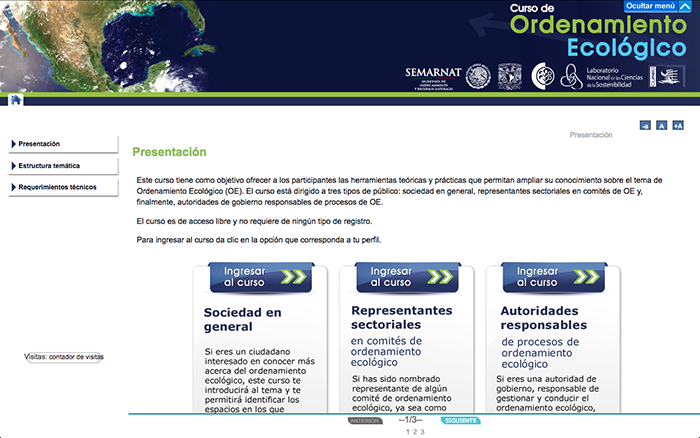 Ocultar menú
Curso de
Ordenamiento
Ecológico
SEMARNAT
Laboratorio
Nacional de las Ciencias
de la Sostenibilidad
-a A +A
Presentación
Presentación
Estructura temática
Requerimientos técnicos
Presentación
Este curso tiene como objetivo ofrecer a los participantes las herramientas teóricas y prácticas que permitan ampliar su conocimiento sobre el tema de
Ordenamiento Ecológico (OE). El curso está dirigido a tres tipos de público: sociedad en general, representantes sectoriales en comités de OE y,
finalmente, autoridades de gobierno responsables de procesos de OE.
El curso es de acceso libre y no requiere de ningún tipo de registro.
Para ingresar al curso da clic en la opción que corresponda a tu perfil.
Ingresar
al curso
Sociedad en
general
Si eres un ciudadano
interesado en conocer más
acerca del ordenamiento
ecológico, este curso te
introducirá al tema y te
permitirá identificar los
espacios en los que
Ingresar
al curso
Representantes
sectoriales
en comités de
ordenamiento
ecológico
Si has sido nombrado
representante de algún
comité de ordenamiento
ecológico, ya sea como
Ingresar
al curso
Autoridades
responsables
de procesos de
ordenamiento
ecológico
Si eres una autoridad de
gobierno, responsable de
gestionar y conducir el
ordenamiento ecológico,
Visitas: contador de visitas
ANTERIOR --1/3-- SIGUIENTE
1 2 3